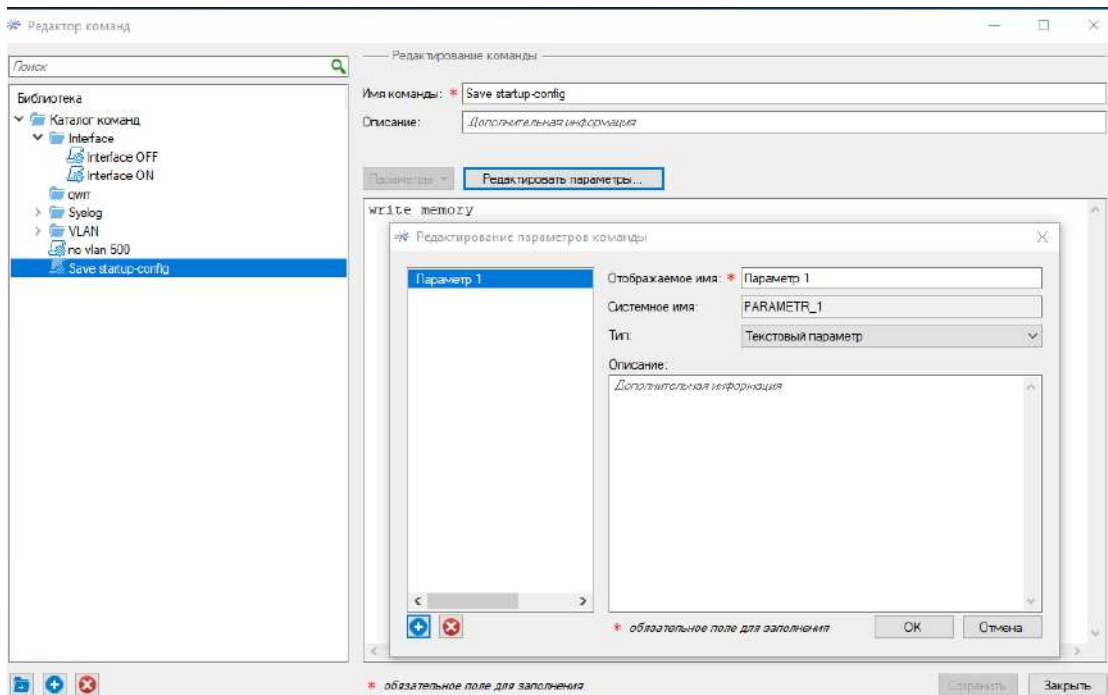 Редактор команд
Поиск
Библиотека
Каталог команд
Interface
Interface OFF
Interface ON
qwrr
Syslog
VLAN
no vlan 500
Save startup-config
Редактирование команды
Имя команды: * Save startup-config
Описание: Дополнительная информация
Параметры Редактировать параметры...
write memory
Редактирование параметров команды
Параметр 1
Отображаемое имя: * Параметр 1
Системное имя: PARAMETR_1
Тип: Текстовый параметр
Описание:
Дополнительная информация
* обязательное поле для заполнения
OK Отмена
* обязательное поле для заполнения
Сохранить Закрыть